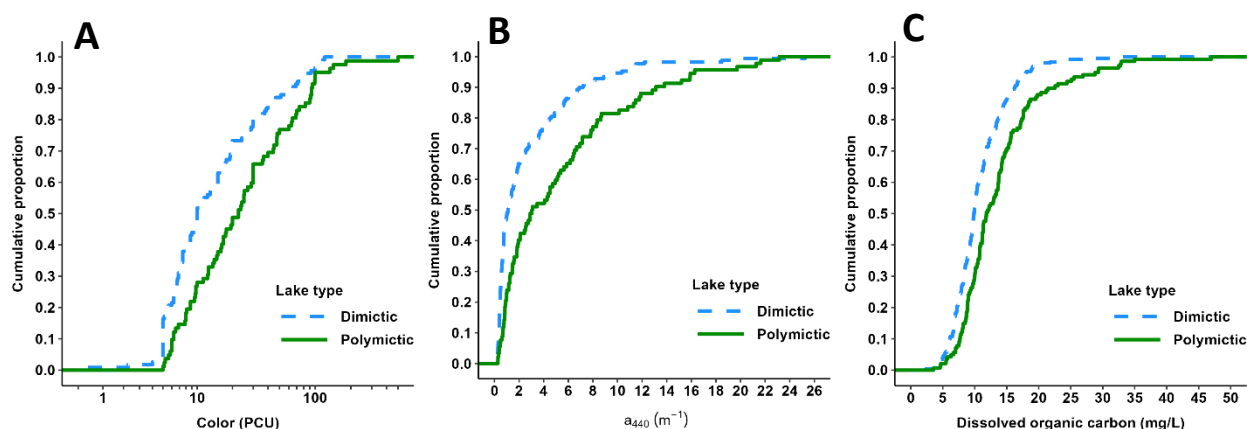 A
Cumulative proportion
1.0
0.9
0.8
0.7
0.6
0.5
0.4
0.3
0.2
0.1
0.0
Lake type
Dimictic
Polymictic
1 10 100
Color (PCU)
B
Cumulative proportion
1.0
0.9
0.8
0.7
0.6
0.5
0.4
0.3
0.2
0.1
0.0
Lake type
Dimictic
Polymictic
0 2 4 6 8 10 12 14 16 18 20 22 24 26
a₄₄₀ (m⁻¹)
C
Cumulative proportion
1.0
0.9
0.8
0.7
0.6
0.5
0.4
0.3
0.2
0.1
0.0
Lake type
Dimictic
Polymictic
0 5 10 15 20 25 30 35 40 45 50
Dissolved organic carbon (mg/L)